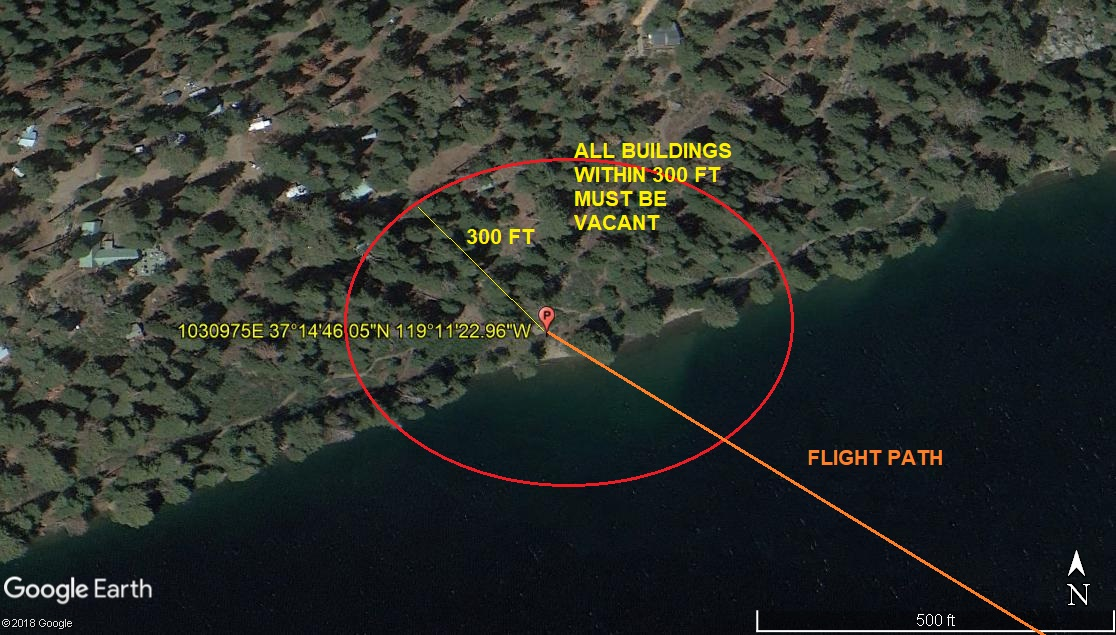 ALL BUILDINGS
WITHIN 300 FT
MUST BE
VACANT
300 FT
P
1030975E 37°14'46.05"N 119°11'22.96"W
FLIGHT PATH
N
Google Earth
500 ft
©2018 Google